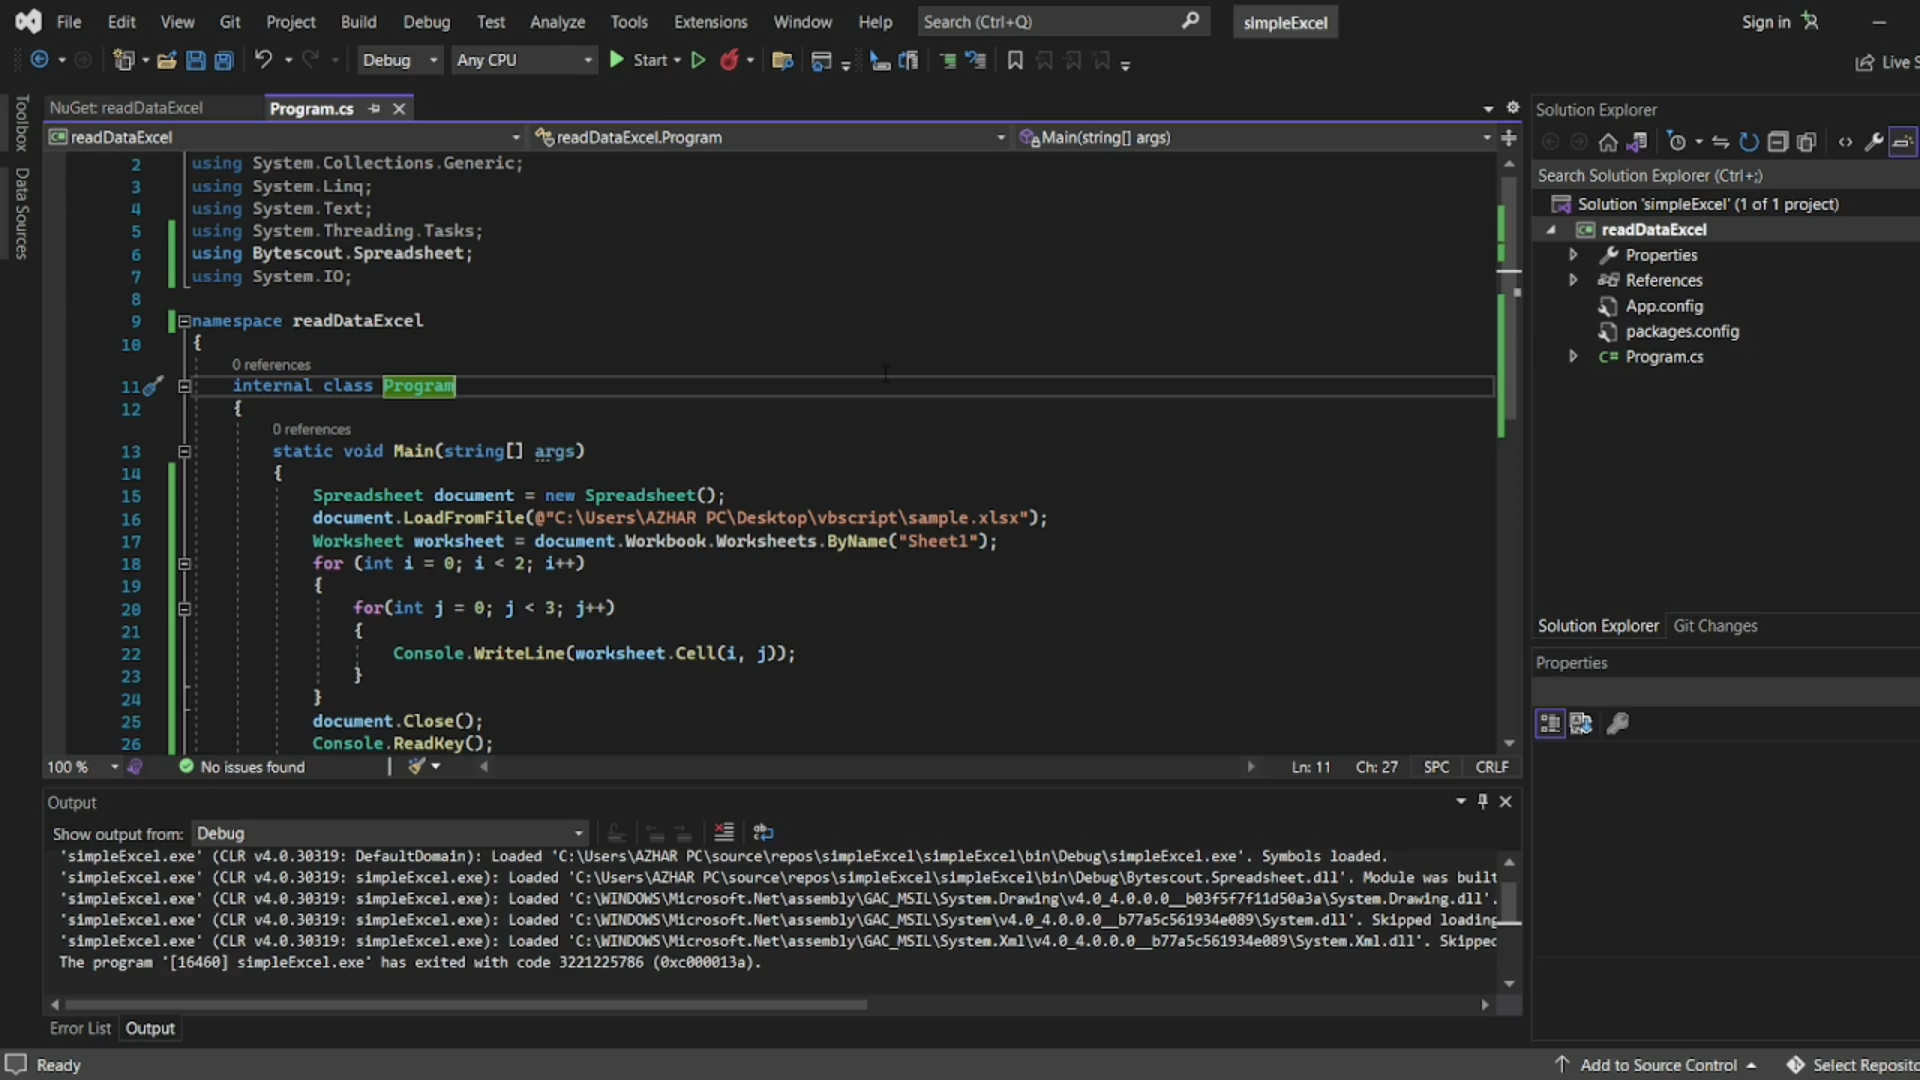 File Edit View Git Project Build Debug Test Analyze Tools Extensions Window Help Search (Ctrl+Q) simpleExcel Sign in
Debug Any CPU Start Live S
Toolbox
Data Sources
NuGet: readDataExcel Program.cs
readDataExcel readDataExcel.Program Main(string[] args)
2 using System.Collections.Generic;
3 using System.Linq;
4 using System.Text;
5 using System.Threading.Tasks;
6 using Bytescout.Spreadsheet;
7 using System.IO;
8
9 namespace readDataExcel
10 {
0 references
11 internal class Program
12 {
0 references
13 static void Main(string[] args)
14 {
15 Spreadsheet document = new Spreadsheet();
16 document.LoadFromFile(@"C:\Users\AZHAR PC\Desktop\vbscript\sample.xlsx");
17 Worksheet worksheet = document.Workbook.Worksheets.ByName("Sheet1");
18 for (int i = 0; i < 2; i++)
19 {
20 for(int j = 0; j < 3; j++)
21 {
22 Console.WriteLine(worksheet.Cell(i, j));
23 }
24 }
25 document.Close();
26 Console.ReadKey();
100 % No issues found Ln: 11 Ch: 27 SPC CRLF
Output
Show output from: Debug
'simpleExcel.exe' (CLR v4.0.30319: DefaultDomain): Loaded 'C:\Users\AZHAR PC\source\repos\simpleExcel\simpleExcel\bin\Debug\simpleExcel.exe'. Symbols loaded.
'simpleExcel.exe' (CLR v4.0.30319: simpleExcel.exe): Loaded 'C:\Users\AZHAR PC\source\repos\simpleExcel\simpleExcel\bin\Debug\Bytescout.Spreadsheet.dll'. Module was built
'simpleExcel.exe' (CLR v4.0.30319: simpleExcel.exe): Loaded 'C:\WINDOWS\Microsoft.Net\assembly\GAC_MSIL\System.Drawing\v4.0_4.0.0.0__b03f5f7f11d50a3a\System.Drawing.dll'.
'simpleExcel.exe' (CLR v4.0.30319: simpleExcel.exe): Loaded 'C:\WINDOWS\Microsoft.Net\assembly\GAC_MSIL\System\v4.0_4.0.0.0__b77a5c561934e089\System.dll'. Skipped loading
'simpleExcel.exe' (CLR v4.0.30319: simpleExcel.exe): Loaded 'C:\WINDOWS\Microsoft.Net\assembly\GAC_MSIL\System.Xml\v4.0_4.0.0.0__b77a5c561934e089\System.Xml.dll'. Skipped
The program '[16460] simpleExcel.exe' has exited with code 3221225786 (0xc000013a).
Error List Output
Solution Explorer
Search Solution Explorer (Ctrl+;)
Solution 'simpleExcel' (1 of 1 project)
readDataExcel
Properties
References
App.config
packages.config
C# Program.cs
Solution Explorer Git Changes
Properties
Ready Add to Source Control Select Reposito